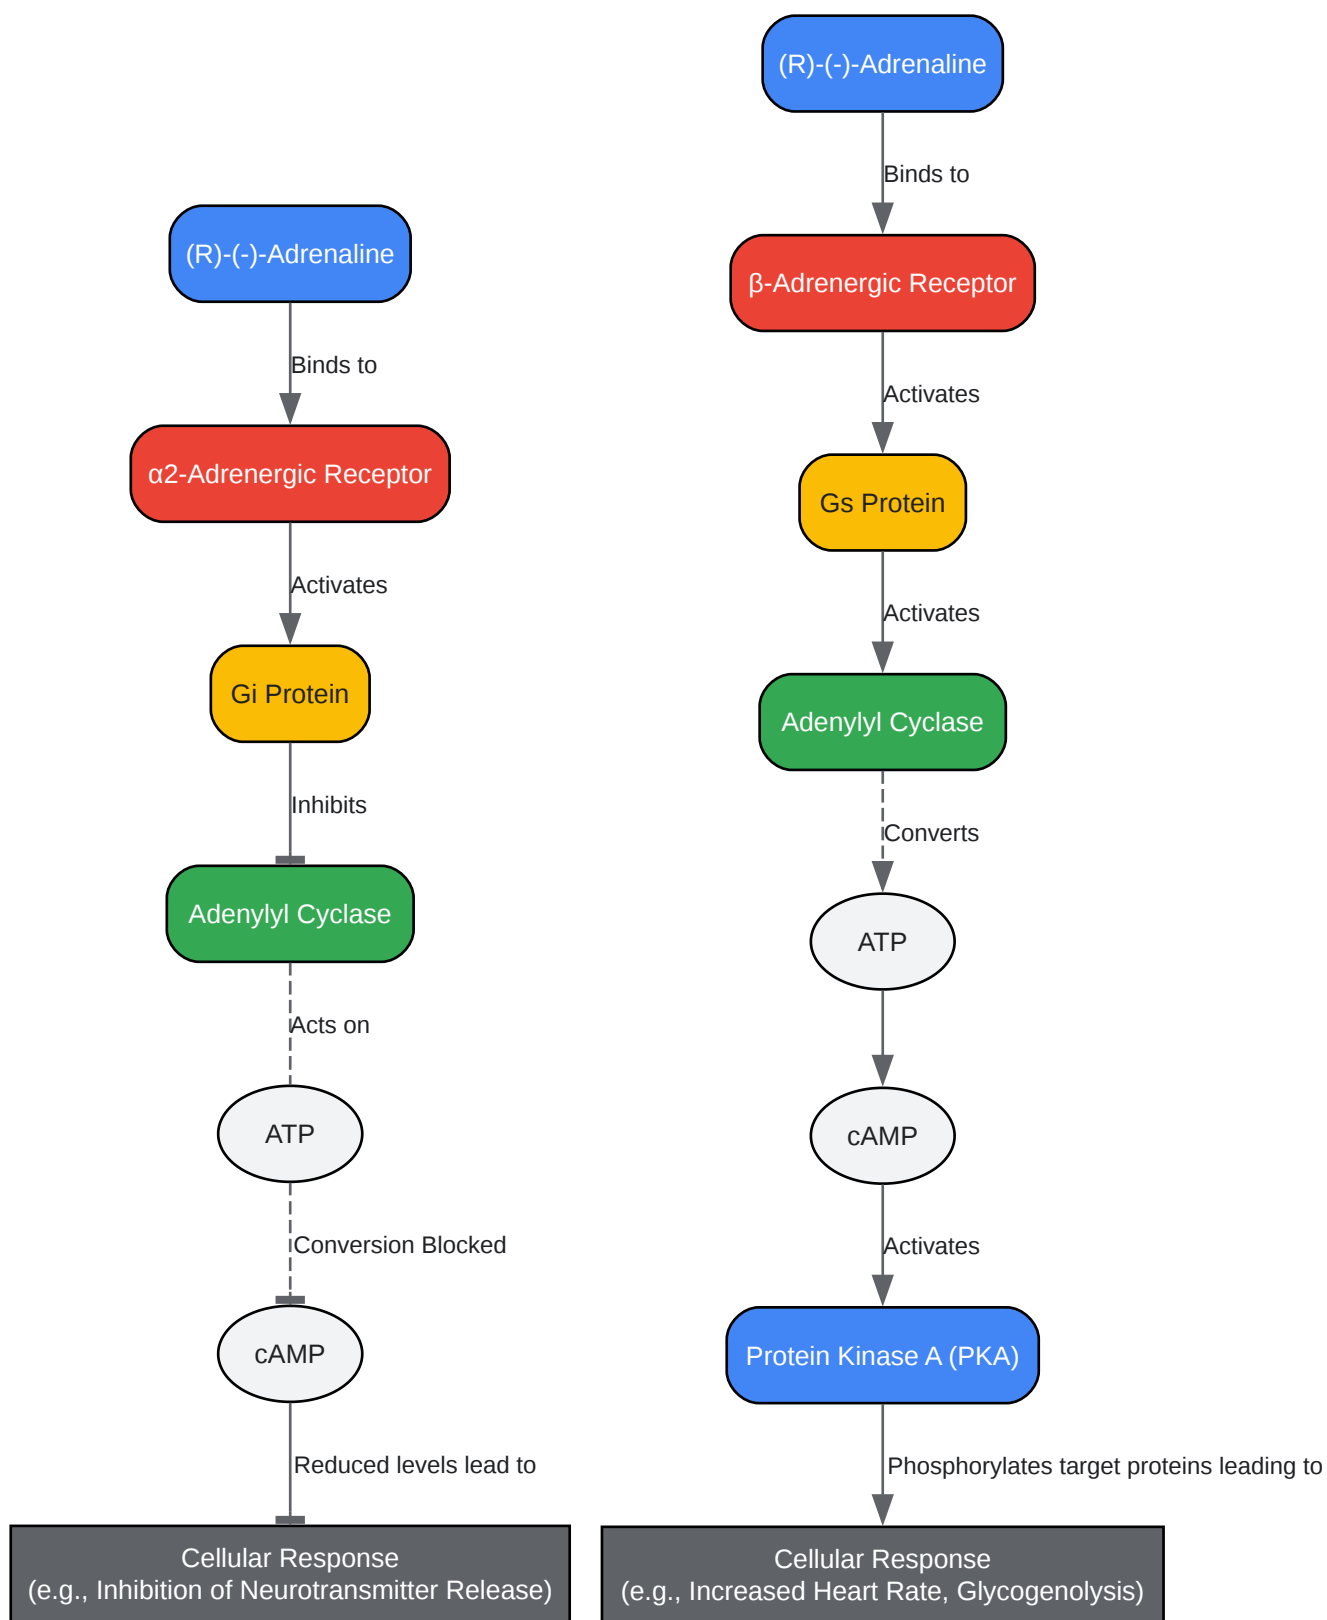 (R)-(-)-Adrenaline
Binds to
α2-Adrenergic Receptor
Activates
Gi Protein
Inhibits
Adenylyl Cyclase
Acts on
ATP
Conversion Blocked
cAMP
Reduced levels lead to
Cellular Response
(e.g., Inhibition of Neurotransmitter Release)
(R)-(-)-Adrenaline
Binds to
β-Adrenergic Receptor
Activates
Gs Protein
Activates
Adenylyl Cyclase
Converts
ATP
cAMP
Activates
Protein Kinase A (PKA)
Phosphorylates target proteins leading to
Cellular Response
(e.g., Increased Heart Rate, Glycogenolysis)